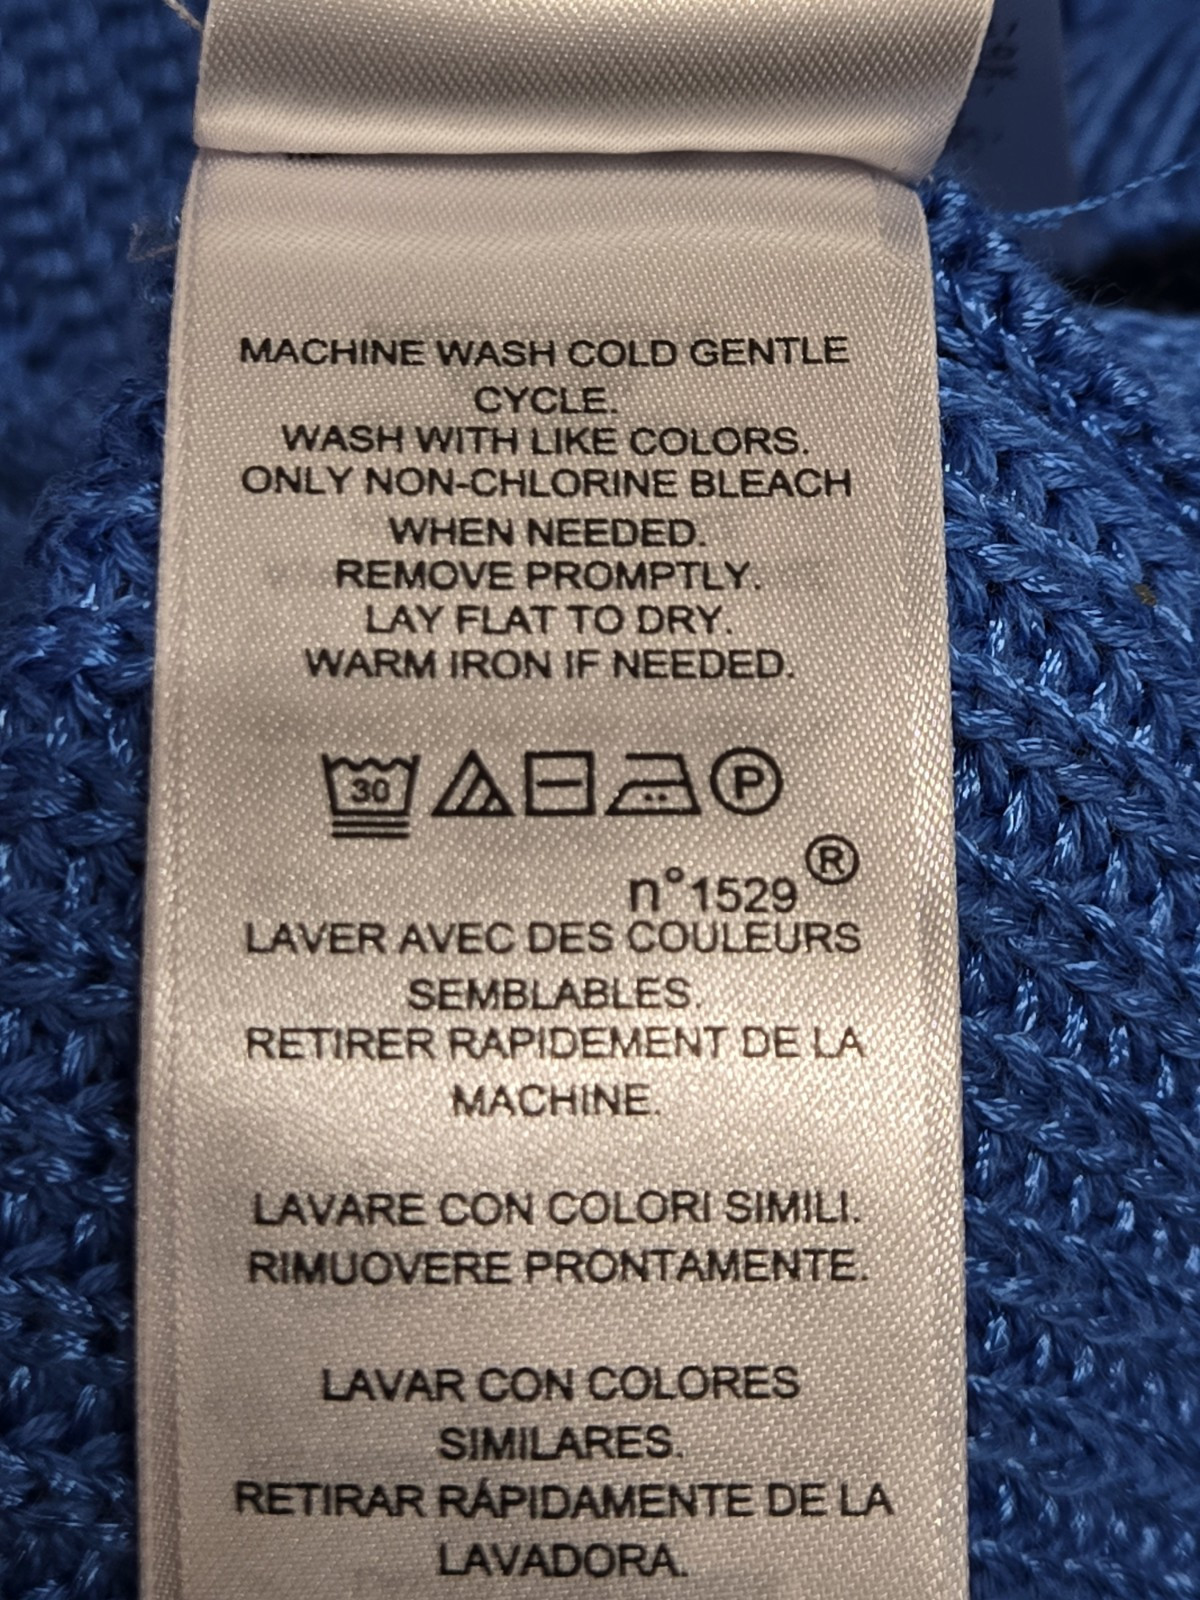 MACHINE WASH COLD GENTLE
CYCLE.
WASH WITH LIKE COLORS.
ONLY NON-CHLORINE BLEACH
WHEN NEEDED.
REMOVE PROMPTLY.
LAY FLAT TO DRY.
WARM IRON IF NEEDED.
30 P
®
n°1529
LAVER AVEC DES COULEURS
SEMBLABLES.
RETIRER RAPIDEMENT DE LA
MACHINE.
LAVARE CON COLORI SIMILI.
RIMUOVERE PRONTAMENTE.
LAVAR CON COLORES
SIMILARES.
RETIRAR RÁPIDAMENTE DE LA
LAVADORA.